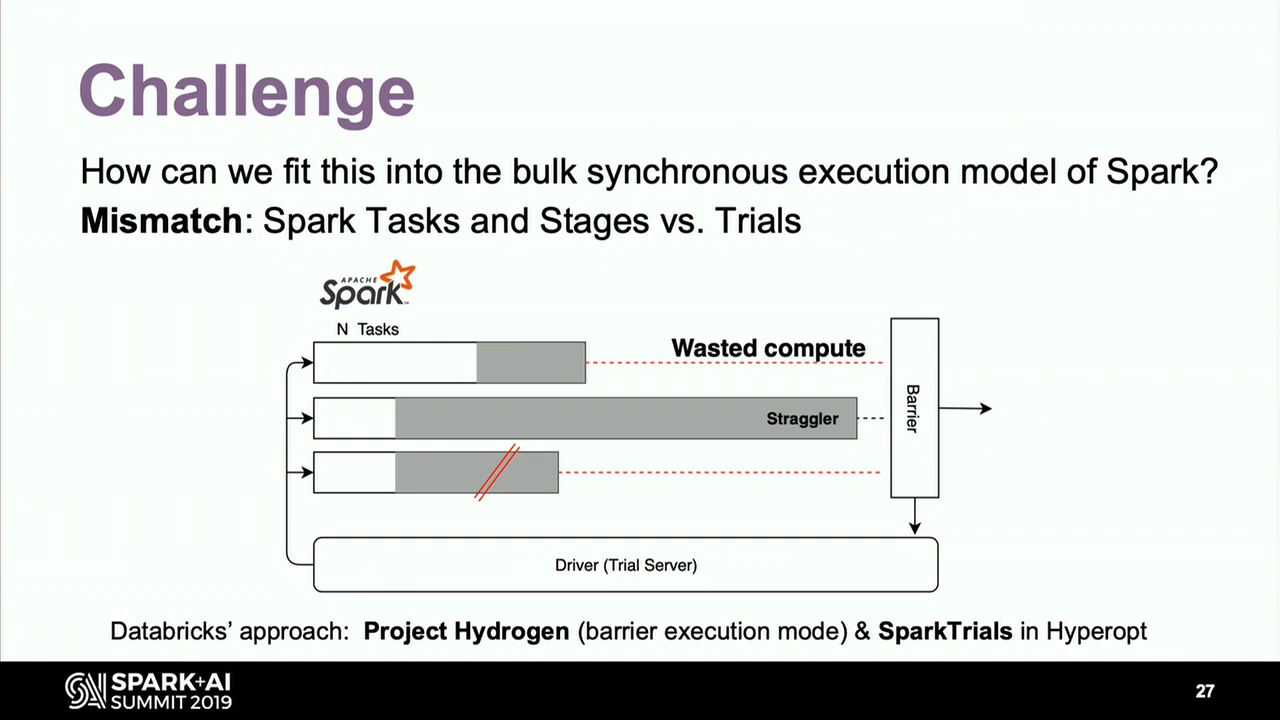 Challenge
How can we fit this into the bulk synchronous execution model of Spark?
Mismatch: Spark Tasks and Stages vs. Trials
APACHE
Spark™
N Tasks
Wasted compute
Straggler
Barrier
Driver (Trial Server)
Databricks’ approach: Project Hydrogen (barrier execution mode) & SparkTrials in Hyperopt
SPARK+AI
SUMMIT 2019
27